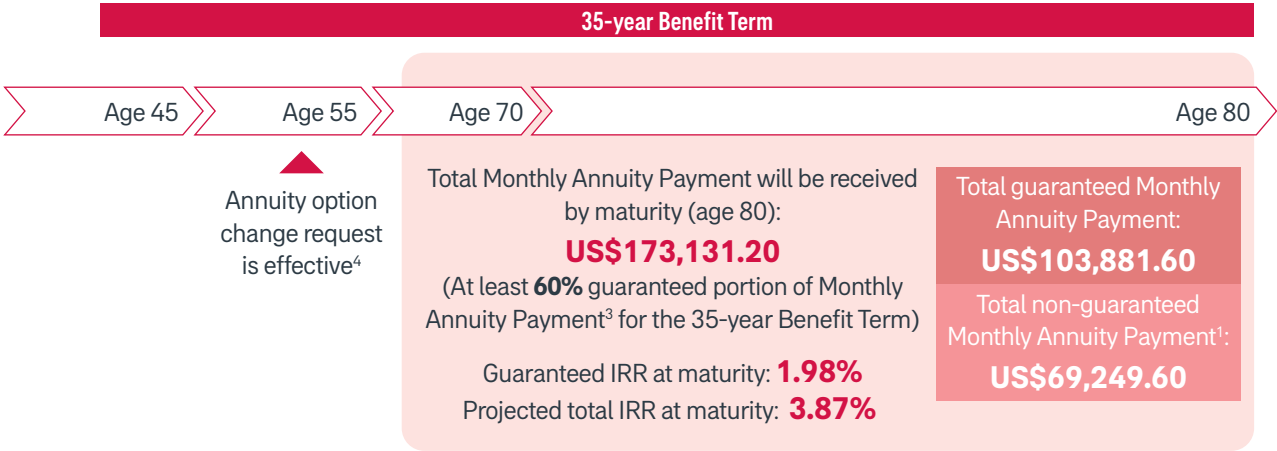 35-year Benefit Term
Age 45
Age 55
Age 70
Age 80
Annuity option
change request
is effective⁴
Total Monthly Annuity Payment will be received
by maturity (age 80):
US$173,131.20
(At least 60% guaranteed portion of Monthly
Annuity Payment³ for the 35-year Benefit Term)
Guaranteed IRR at maturity: 1.98%
Projected total IRR at maturity: 3.87%
Total guaranteed Monthly
Annuity Payment:
US$103,881.60
Total non-guaranteed
Monthly Annuity Payment¹:
US$69,249.60